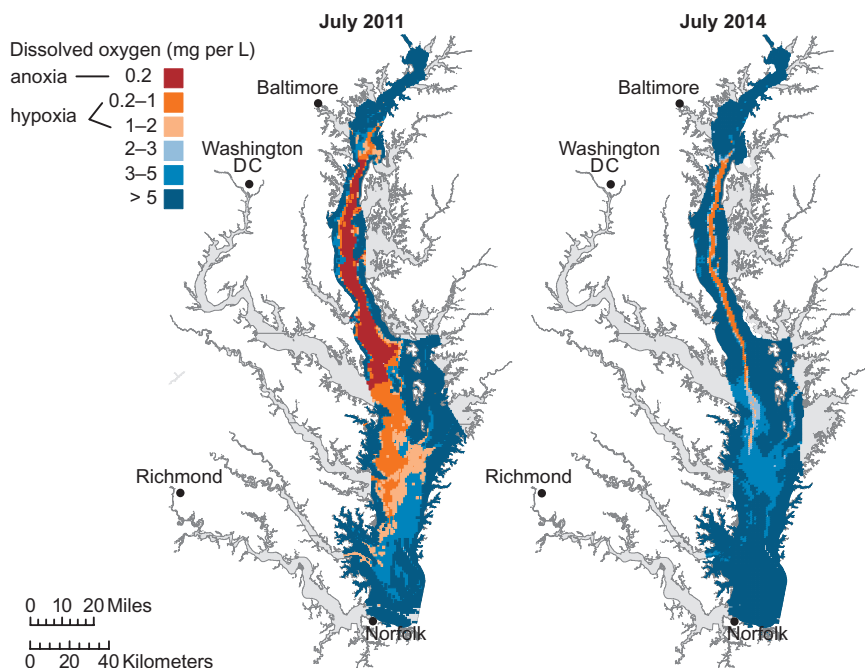 July 2011
July 2014
Dissolved oxygen (mg per L)
anoxia
0.2
hypoxia
0.2–1
1–2
2–3
3–5
> 5
Baltimore
Washington
DC
Richmond
Norfolk
Baltimore
Washington
DC
Richmond
Norfolk
0 10 20 Miles
0 20 40 Kilometers